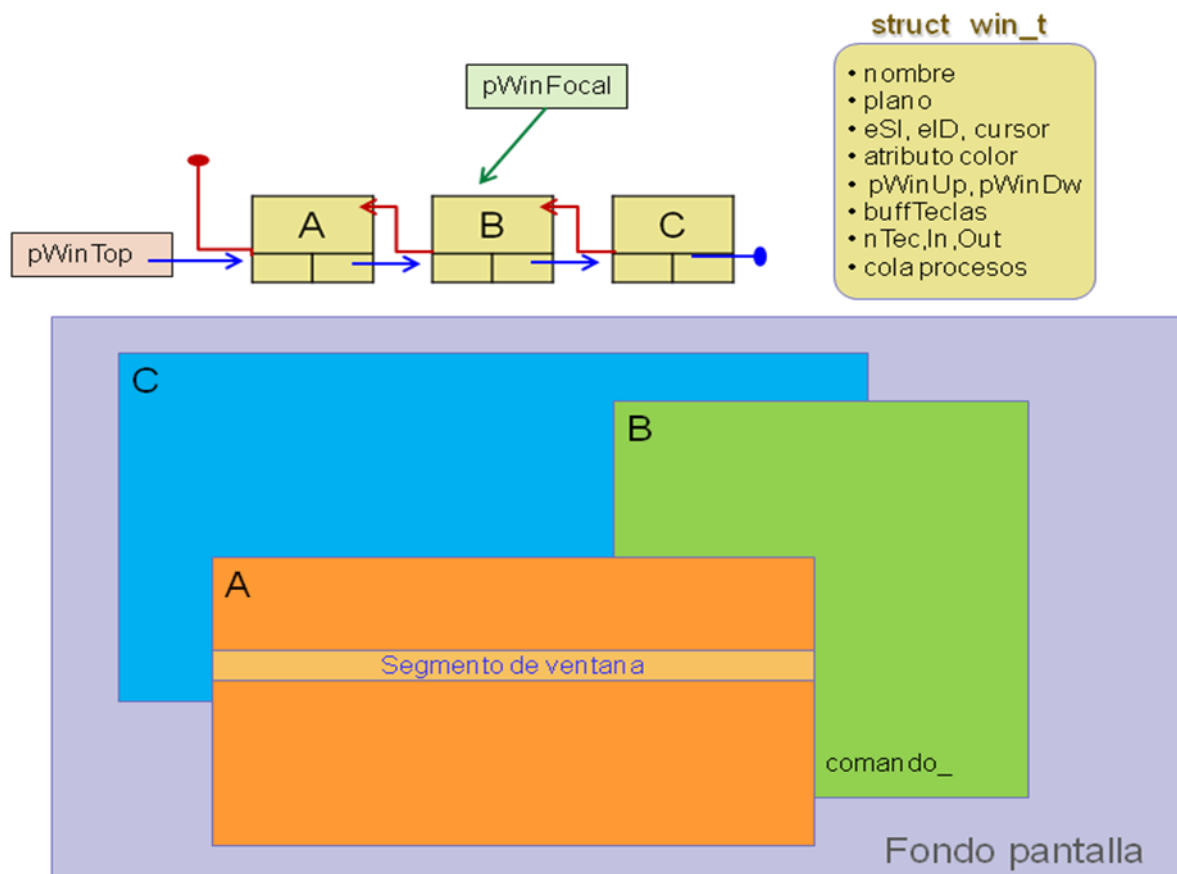 struct win_t
• nombre
• plano
• eSI, eID, cursor
• atributo color
• pWinUp, pWinDw
• buffTeclas
• nTec,In,Out
• cola procesos
pWinFocal
pWinTop
A
B
C
C
B
A
Segmento de ventana
comando_
Fondo pantalla